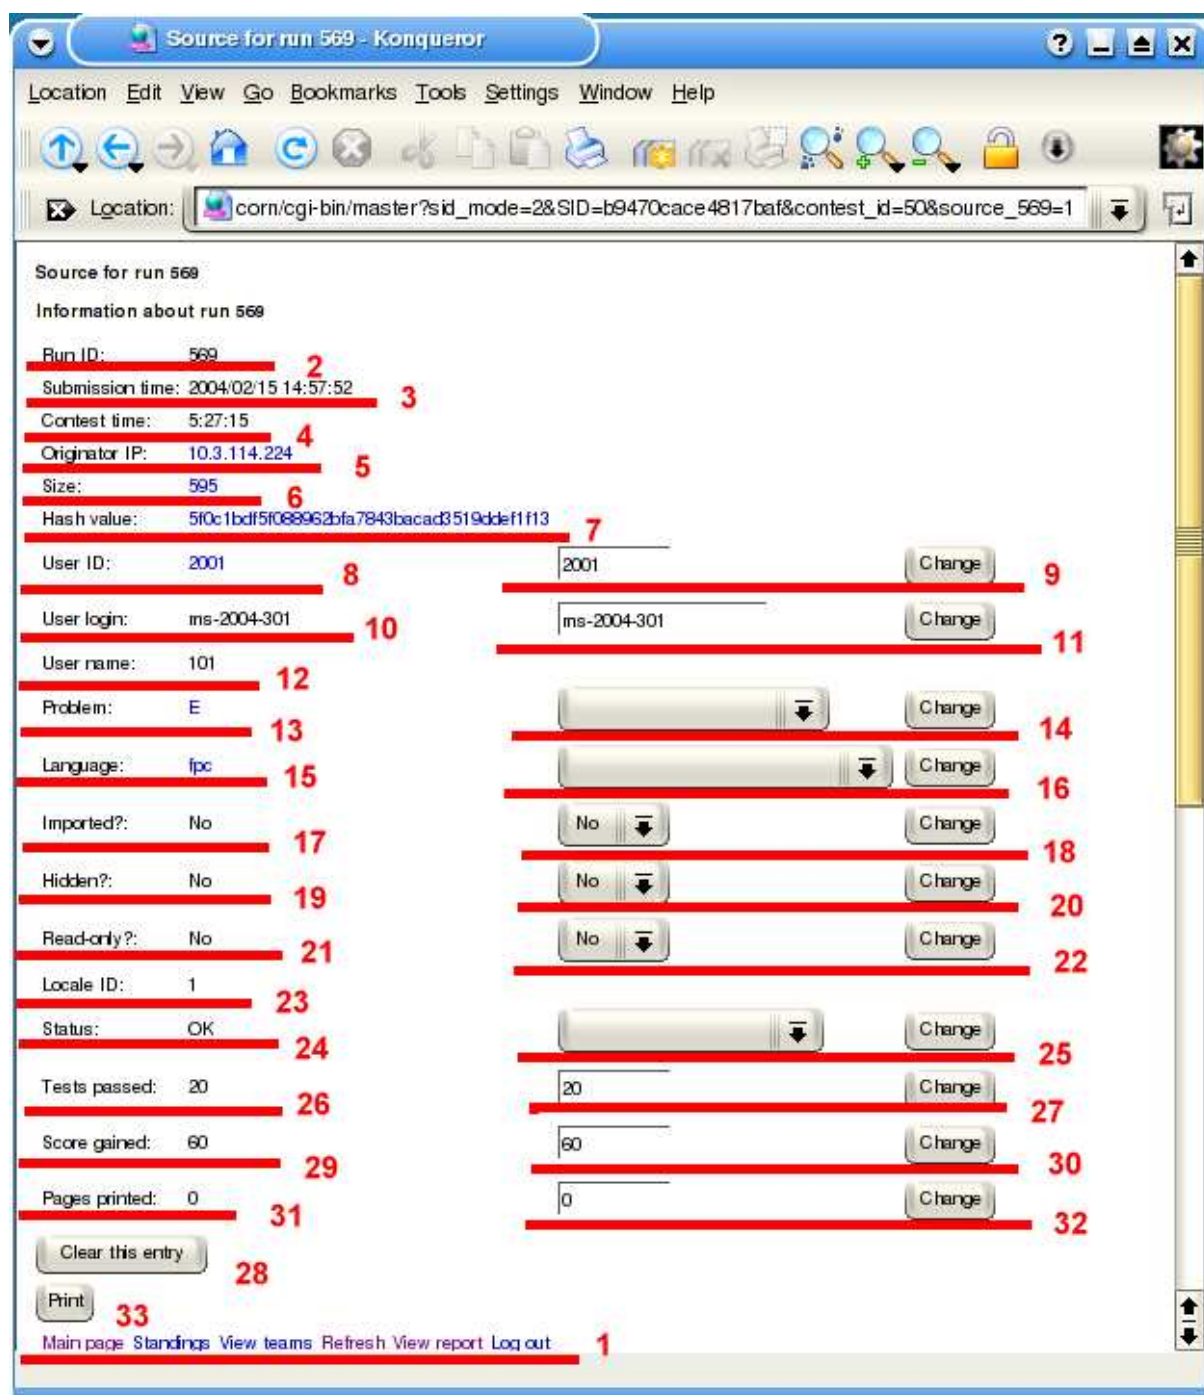 Source for run 569 - Konqueror
Location Edit View Go Bookmarks Tools Settings Window Help
Location: corn/cgi-bin/master?sid_mode=2&SID=b9470cace4817baf&contest_id=50&source_569=1
Source for run 569
Information about run 569
Run ID: 569 2
Submission time: 2004/02/15 14:57:52 3
Contest time: 5:27:15 4
Originator IP: 10.3.114.224 5
Size: 595 6
Hash value: 5f0c1bdf5f088962bfa7843bacad3519ddef1f13 7
User ID: 2001 8 2001 Change 9
User login: ms-2004-301 10 ms-2004-301 Change 11
User name: 101 12
Problem: E 13 Change 14
Language: fpc 15 Change 16
Imported?: No 17 No Change 18
Hidden?: No 19 No Change 20
Read-only?: No 21 No Change 22
Locale ID: 1 23
Status: OK 24 Change 25
Tests passed: 20 26 20 Change 27
Score gained: 60 29 60 Change 30
Pages printed: 0 31 0 Change 32
Clear this entry 28
Print 33
Main page Standings View teams Refresh View report Log out 1